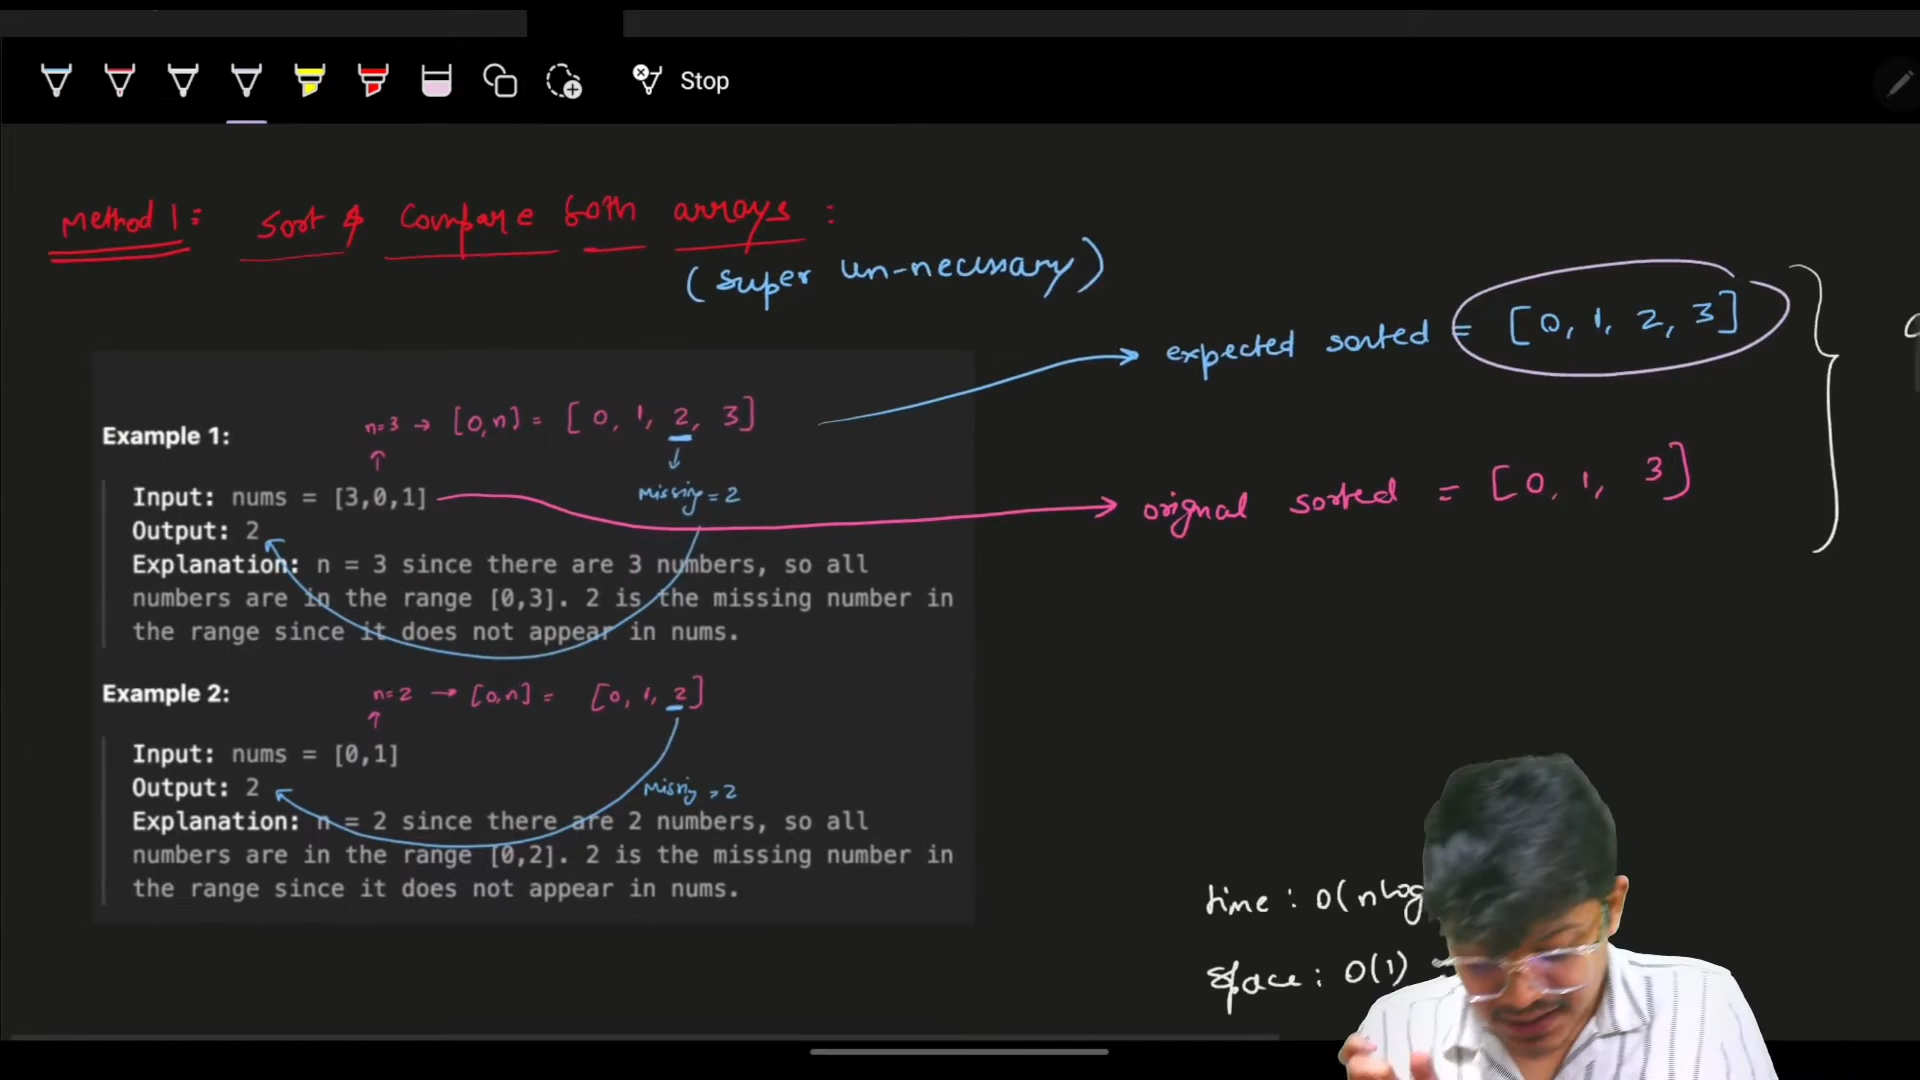 Stop
Method 1: Sort & Compare both arrays :
(super un-necessary)
expected sorted = [0, 1, 2, 3]
n=3 → [0,n] = [0, 1, 2, 3]
Example 1:
Missing = 2
Input: nums = [3,0,1]
orignal sorted = [0, 1, 3]
Output: 2
Explanation: n = 3 since there are 3 numbers, so all
numbers are in the range [0,3]. 2 is the missing number in
the range since it does not appear in nums.
Example 2:
n=2 → [0,n] = [0, 1, 2]
Input: nums = [0,1]
Output: 2
Missing = 2
Explanation: n = 2 since there are 2 numbers, so all
numbers are in the range [0,2]. 2 is the missing number in
the range since it does not appear in nums.
time : O(nlog
space : O(1)